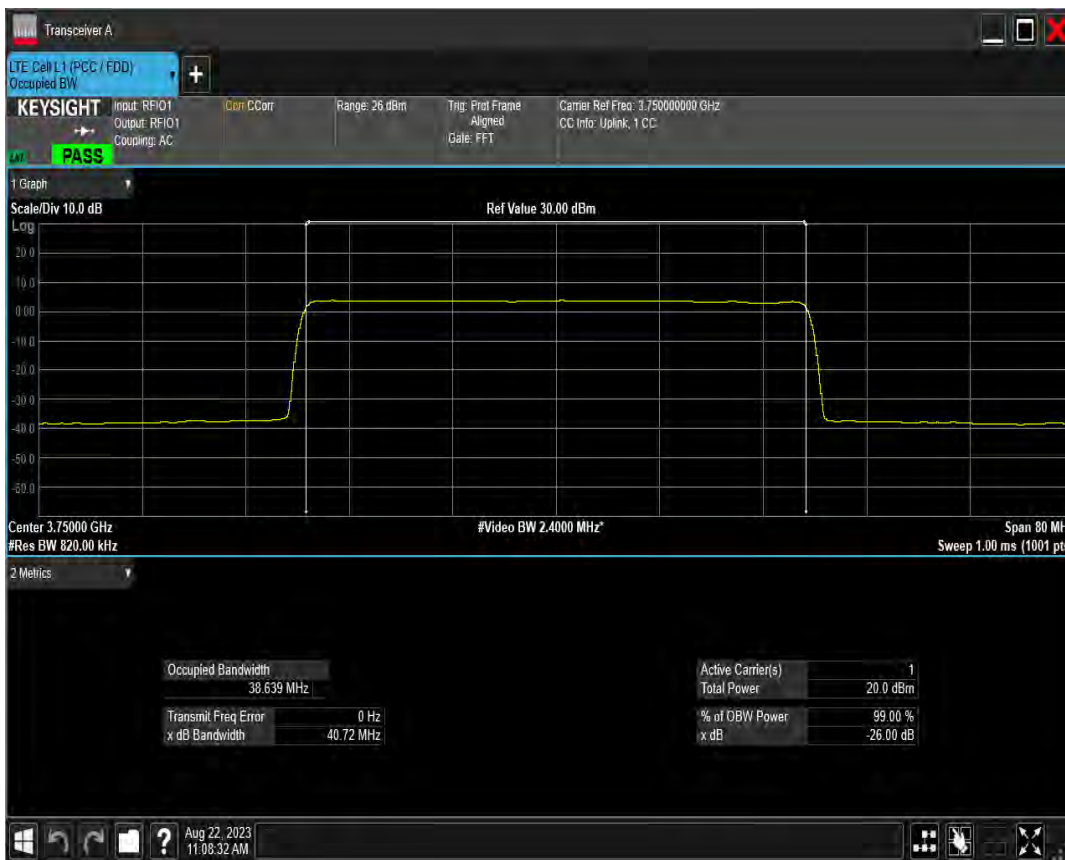 Transceiver A
LTE Cell L1 (PCC / FDD)
Occupied BW
+
KEYSIGHT
Input: RFIO1
Output: RFIO1
Coupling: AC
Corr CCorr
Range: 26 dBm
Trig: Prot Frame
Aligned
Gate: FFT
Carrier Ref Freq: 3.750000000 GHz
CC Info: Uplink, 1 CC
PASS
1 Graph
Scale/Div 10.0 dB
Ref Value 30.00 dBm
Log
20.0
10.0
0.00
-10.0
-20.0
-30.0
-40.0
-50.0
-60.0
Center 3.75000 GHz
#Video BW 2.4000 MHz*
Span 80 MH
#Res BW 820.00 kHz
Sweep 1.00 ms (1001 pt
2 Metrics
Occupied Bandwidth
38.639 MHz
Transmit Freq Error 0 Hz
x dB Bandwidth 40.72 MHz
Active Carrier(s) 1
Total Power 20.0 dBm
% of OBW Power 99.00 %
x dB -26.00 dB
?
Aug 22, 2023
11:08:32 AM